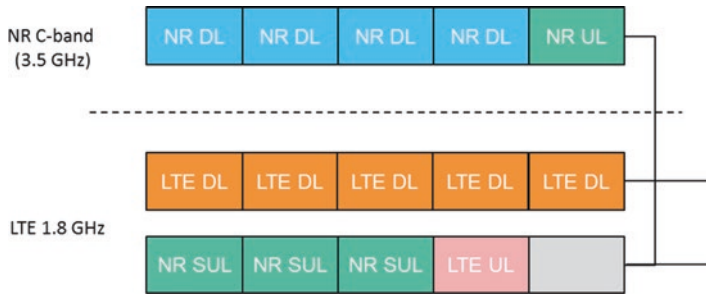 NR C-band
(3.5 GHz)
NR DL NR DL NR DL NR DL NR UL
LTE DL LTE DL LTE DL LTE DL LTE DL
LTE 1.8 GHz
NR SUL NR SUL NR SUL LTE UL